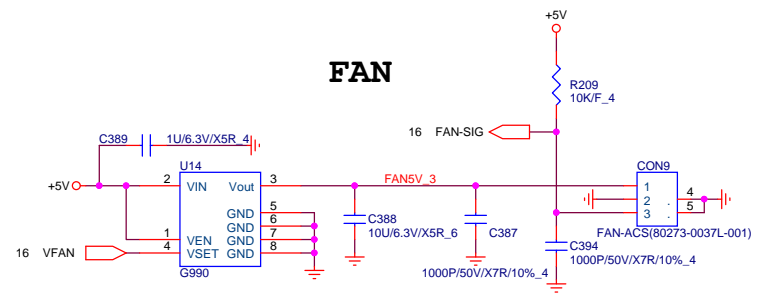 +5V
FAN
R209
10K/F_4
16 FAN-SIG
C389 1U/6.3V/X5R_4
U14
CON9
+5V 2 VIN Vout 3 FAN5V_3 1
2
3
4
5
.
.
GND 5
GND 6
1 VEN GND 7
16 VFAN 4 VSET GND 8
G990
C388
10U/6.3V/X5R_6
C387
1000P/50V/X7R/10%_4
FAN-ACS(80273-0037L-001)
C394
1000P/50V/X7R/10%_4